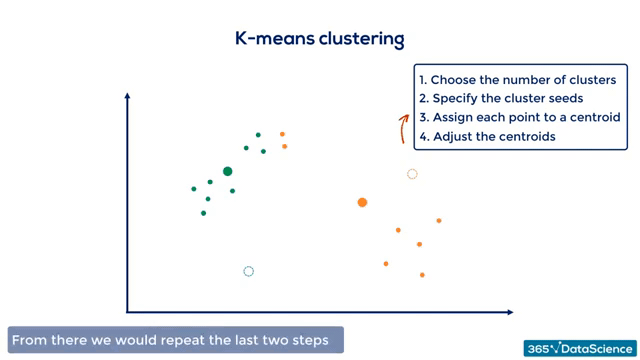 K-means clustering
1. Choose the number of clusters
2. Specify the cluster seeds
3. Assign each point to a centroid
4. Adjust the centroids
From there we would repeat the last two steps
365 DataScience